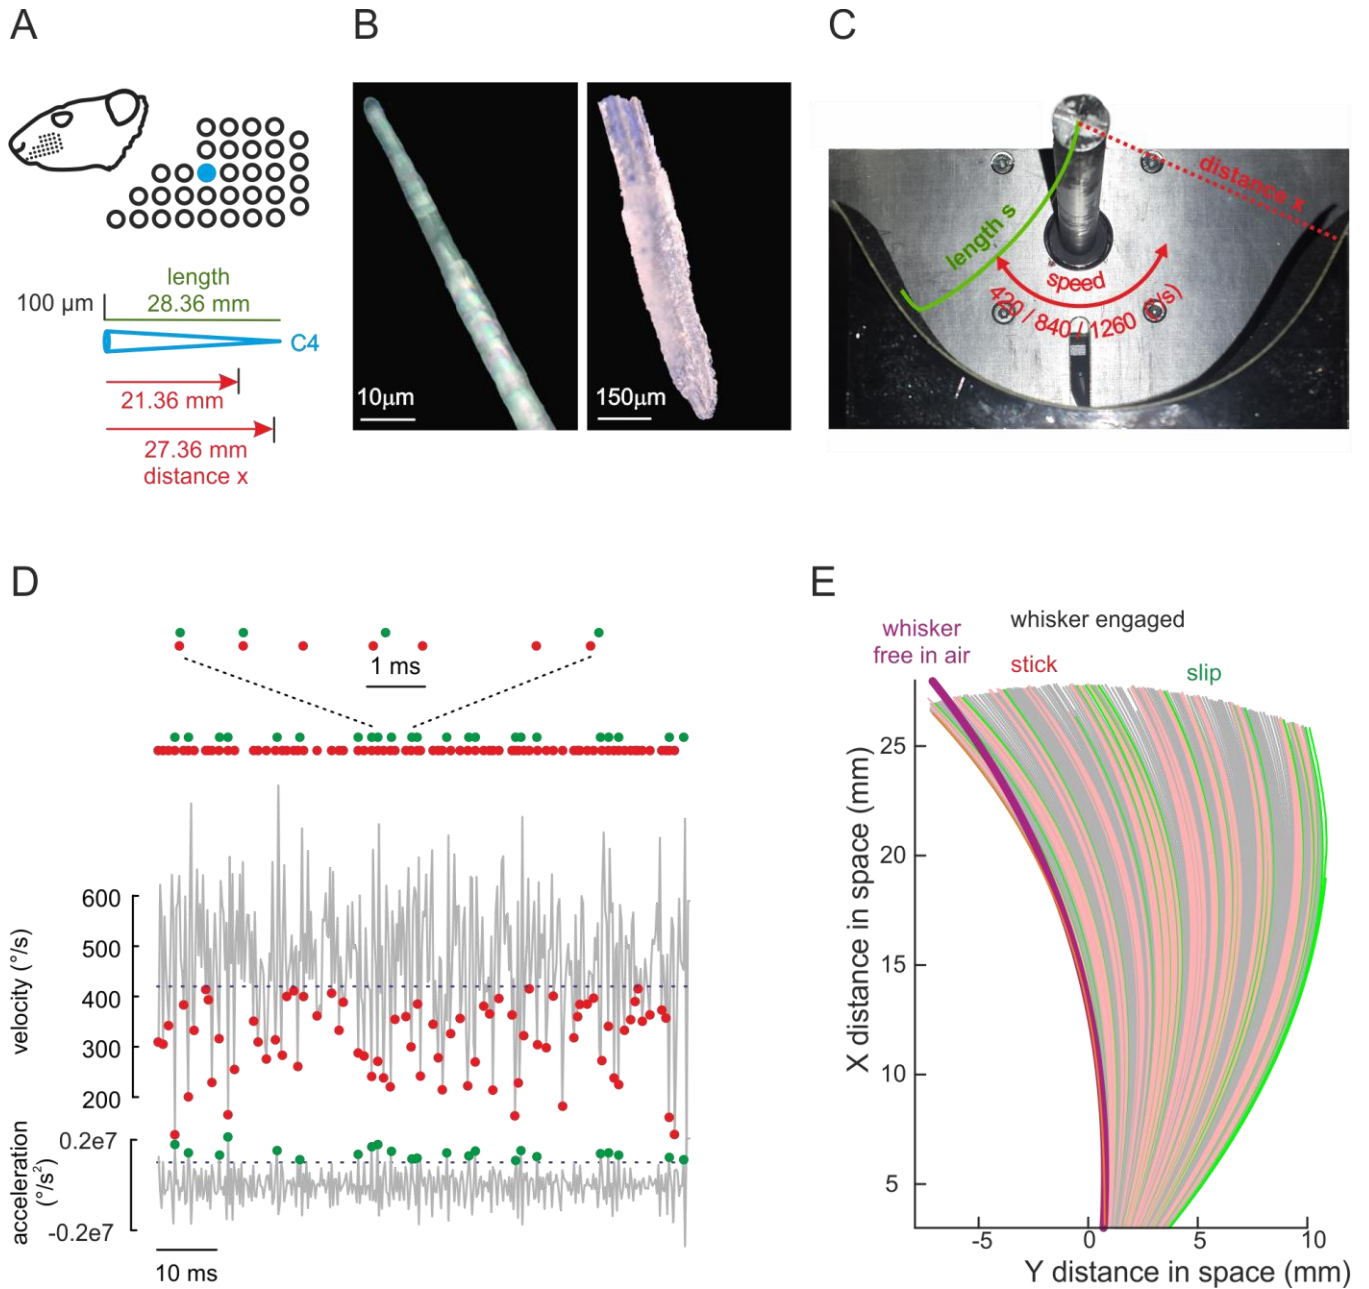 A
B
C
100 µm
length
28.36 mm
C4
21.36 mm
27.36 mm
distance x
10µm
150µm
distance x
length s
speed
420 / 840 / 1260 (°/s)
D
1 ms
600
500
400
300
200
velocity (°/s)
0.2e7
-0.2e7
acceleration
(°/s²)
10 ms
E
whisker
free in air
whisker engaged
stick
slip
25
20
15
10
5
X distance in space (mm)
-5
0
5
10
Y distance in space (mm)